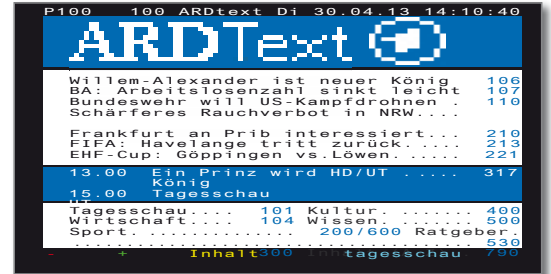 P100 100 ARDtext Di 30.04.13 14:10:40
ARDText
Willem-Alexander ist neuer König 106
BA: Arbeitslosenzahl sinkt leicht 107
Bundeswehr will US-Kampfdrohnen . 110
Schärferes Rauchverbot in NRW....
Frankfurt an Prib interessiert... 210
FIFA: Havelange tritt zurück..... 213
EHF-Cup: Göppingen vs.Löwen...... 221
13.00 Ein Prinz wird HD/UT ..... 317
König
15.00 Tagesschau
UT
Tagesschau.... 101 Kultur........ 400
Wirtschaft.... 104 Wissen........ 500
Sport.............. 200/600 Ratgeber.
................................. 530
- + Inhalt300 Inh tagesschau. 790